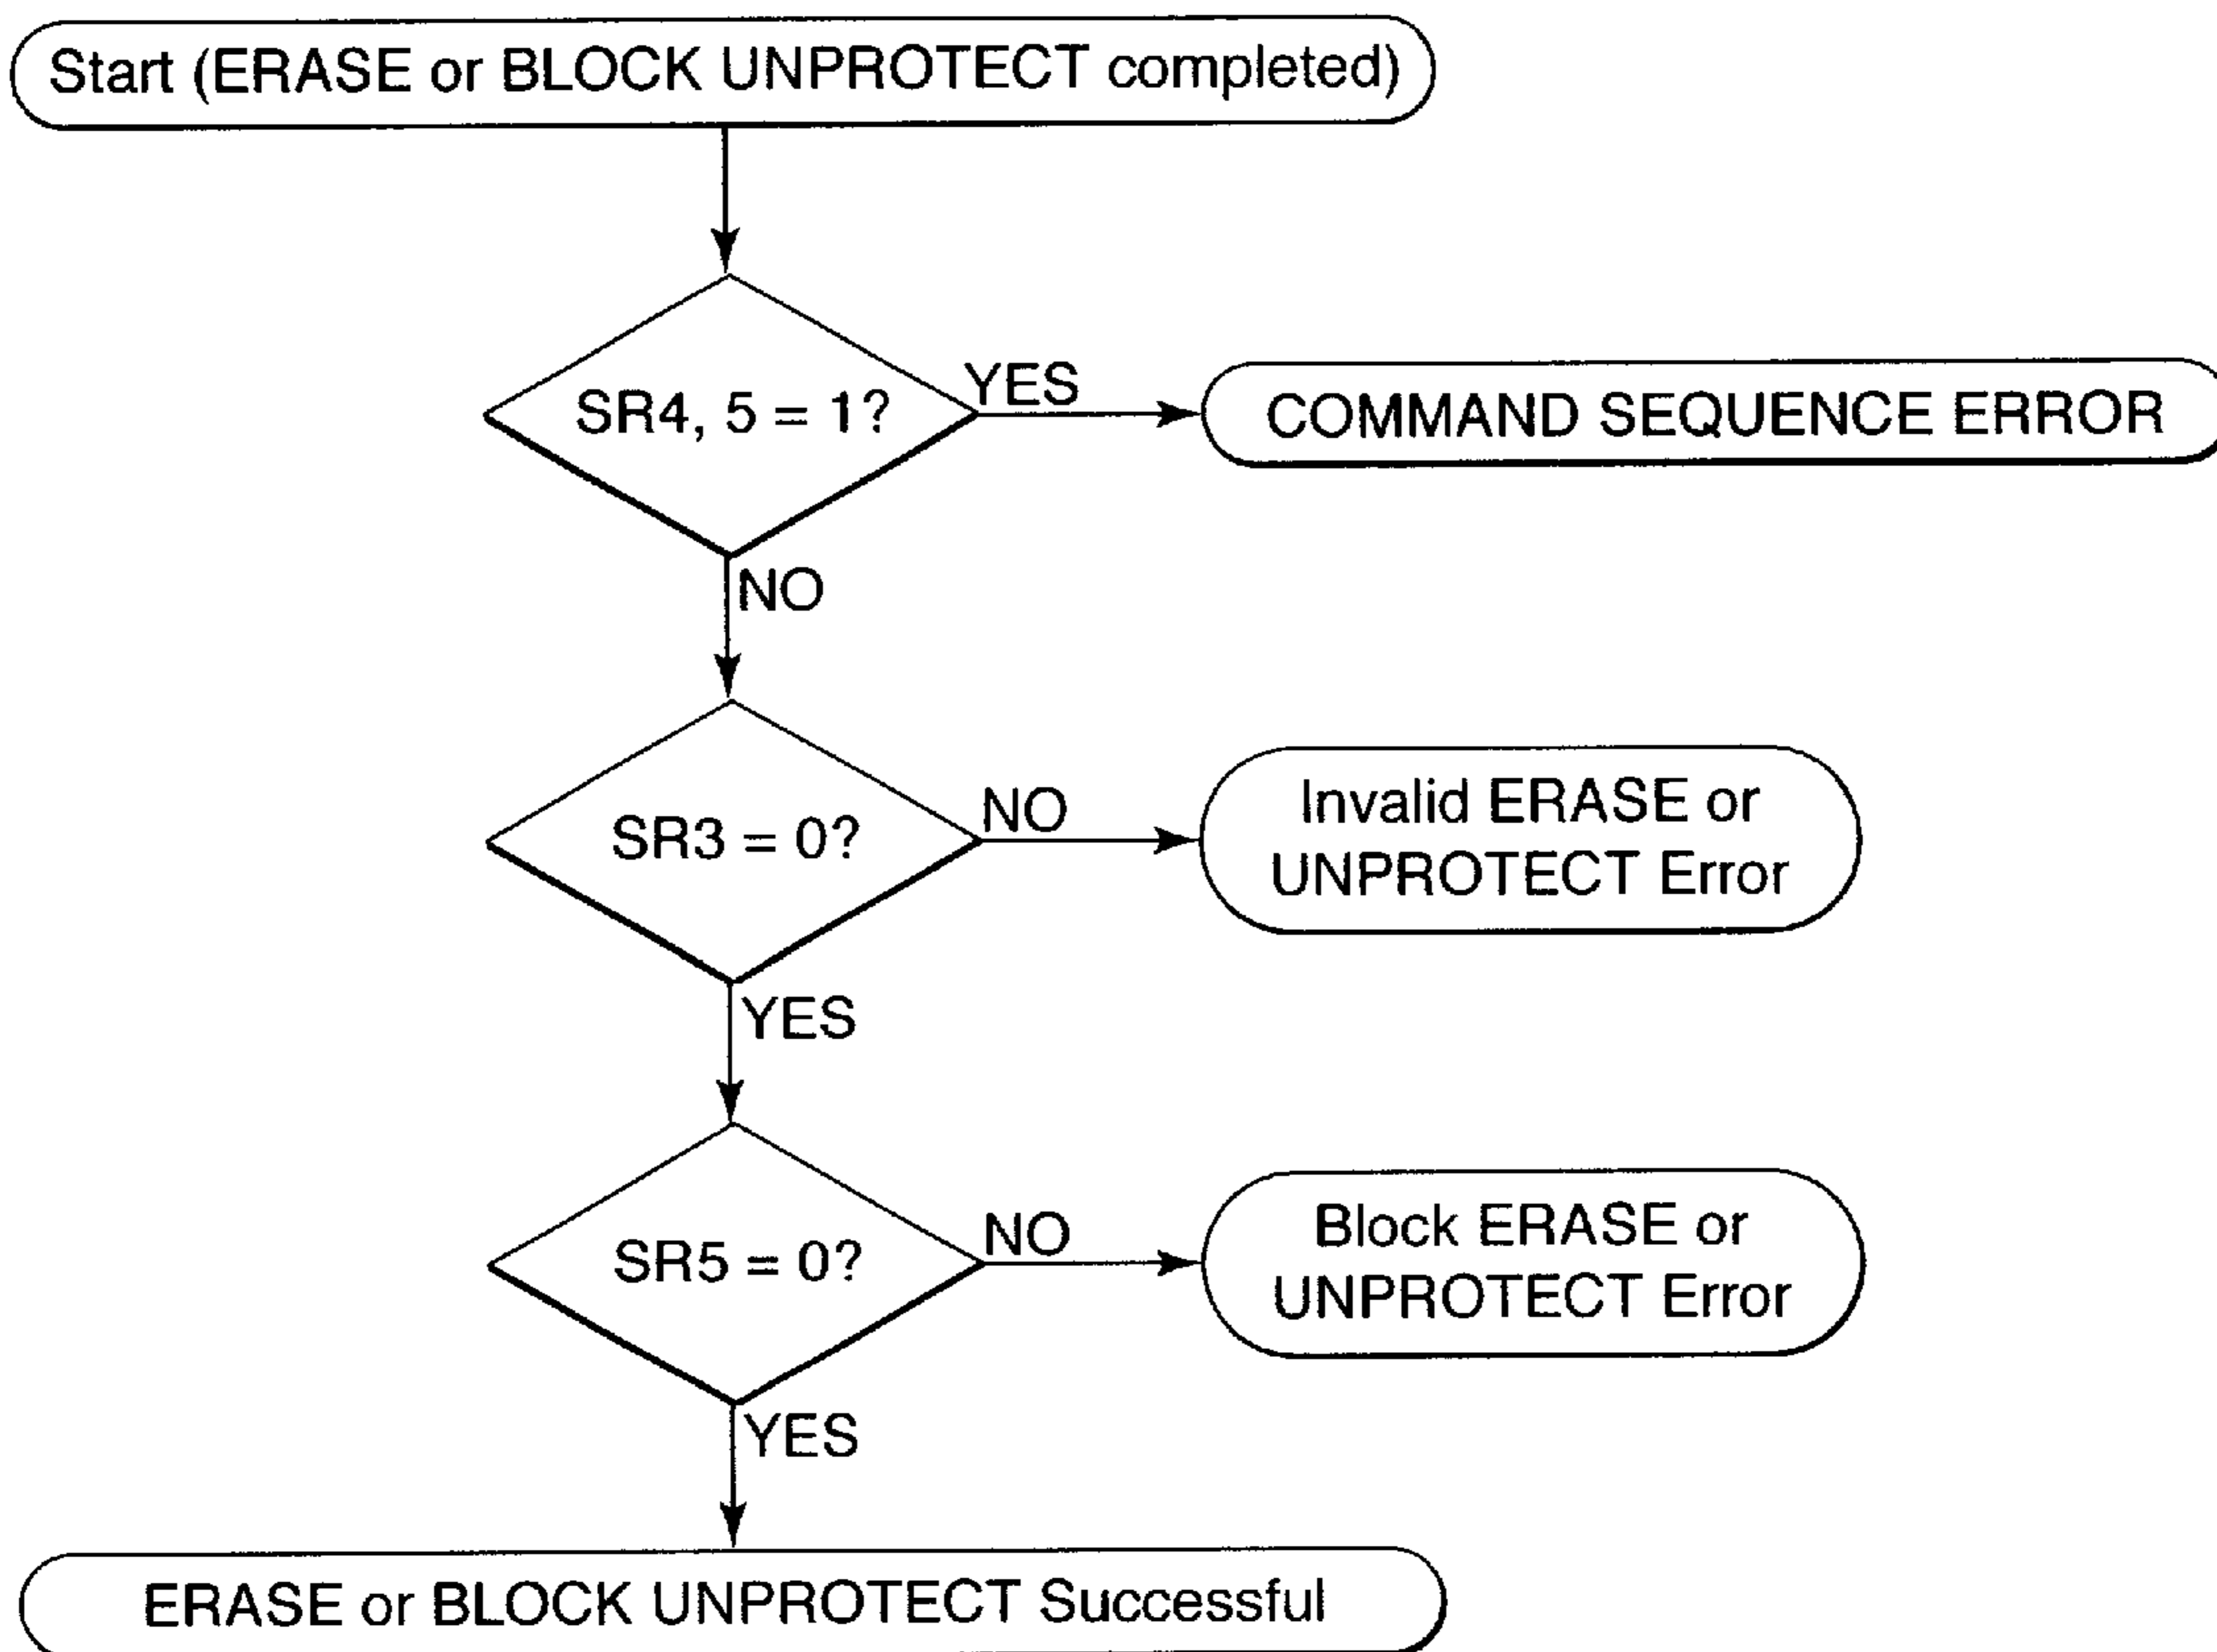 Start (ERASE or BLOCK UNPROTECT completed)
SR4, 5 = 1?
YES
COMMAND SEQUENCE ERROR
NO
SR3 = 0?
NO
Invalid ERASE or
UNPROTECT Error
YES
SR5 = 0?
NO
Block ERASE or
UNPROTECT Error
YES
ERASE or BLOCK UNPROTECT Successful